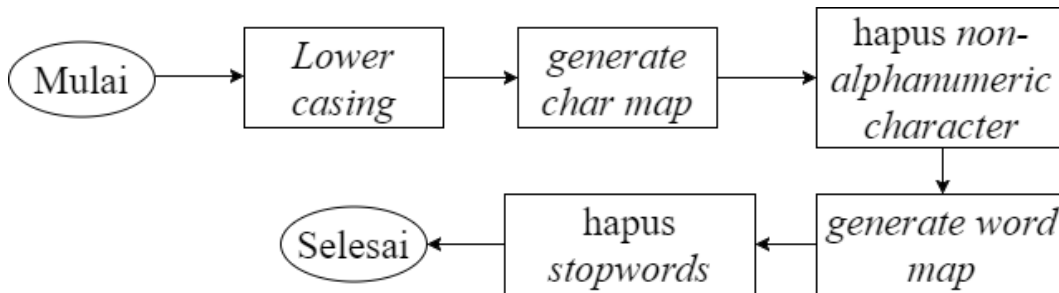 Mulai
Lower
casing
generate
char map
hapus non-
alphanumeric
character
generate word
map
hapus
stopwords
Selesai